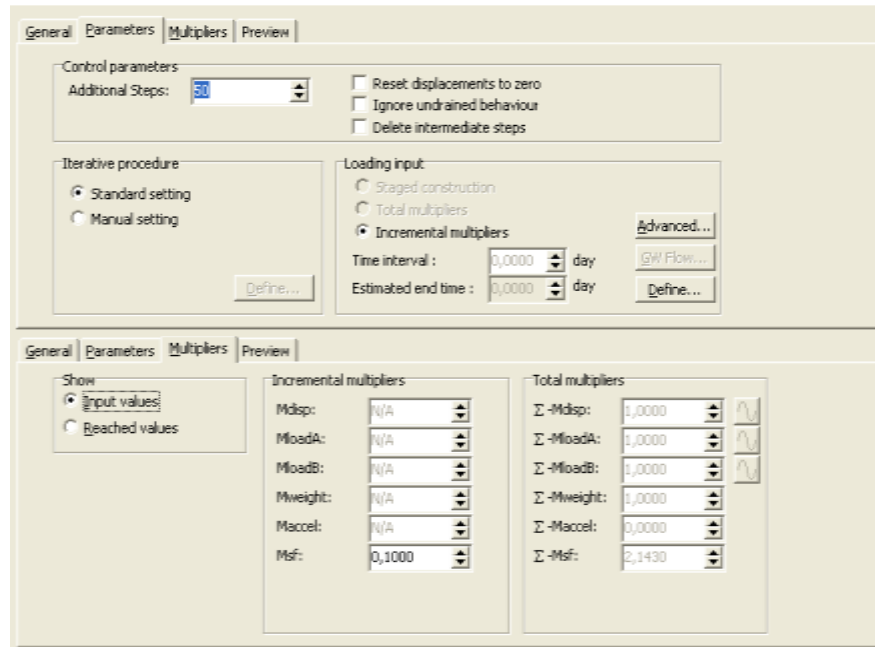 General Parameters Multipliers Preview
Control parameters
Additional Steps: 50
Reset displacements to zero
Ignore undrained behaviour
Delete intermediate steps
Iterative procedure
Standard setting
Manual setting
Define...
Loading input
Staged construction
Total multipliers
Incremental multipliers
Advanced...
Time interval : 0,0000 day
GW Flow...
Estimated end time : 0,0000 day
Define...
General Parameters Multipliers Preview
Show
Input values
Reached values
Incremental multipliers
Mdisp: N/A
MloadA: N/A
MloadB: N/A
Mweight: N/A
Maccel: N/A
Msf: 0,1000
Total multipliers
Σ -Mdisp: 1,0000
Σ -MloadA: 1,0000
Σ -MloadB: 1,0000
Σ -Mweight: 1,0000
Σ -Maccel: 0,0000
Σ -Msf: 2,1430